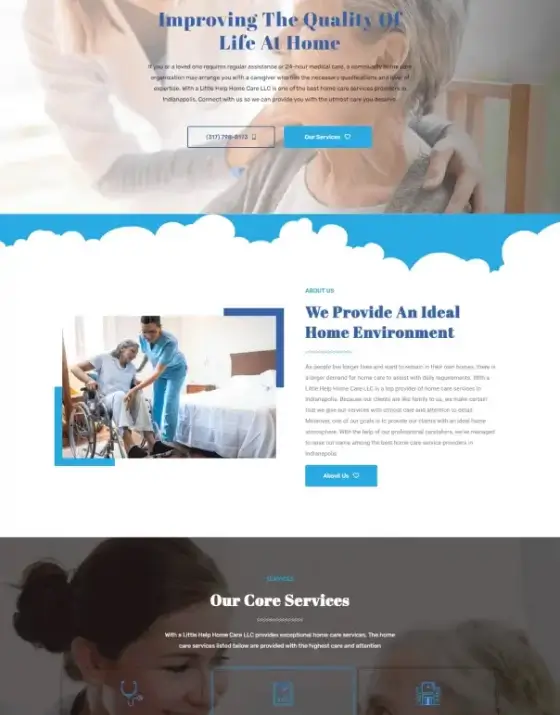 Improving The Quality Of
Life At Home
If you or a loved one requires regular assistance or 24-hour medical care, a community home care
organization may arrange you with a caregiver who has the necessary qualifications and level of
expertise. With a Little Help Home Care LLC is one of the best home care services providers in
Indianapolis. Connect with us so we can provide you with the utmost care you deserve.
(317) 798-
Our Services
ABOUT US
We Provide An Ideal
Home Environment
As people live longer lives and want to remain in their own homes, there is
a larger demand for home care to assist with daily requirements. With a
Little Help Home Care LLC is a top provider of home care services in
Indianapolis. Because our clients are like family to us, we make certain
that we give our services with utmost care and attention to detail.
Moreover, one of our goals is to provide our clients with an ideal home
atmosphere. With the help of our professional caretakers, we've managed
to raise our name among the best home care service providers in
Indianapolis.
About Us
SERVICES
Our Core Services
With a Little Help Home Care LLC provides exceptional home care services. The home
care services listed below are provided with the highest care and attention